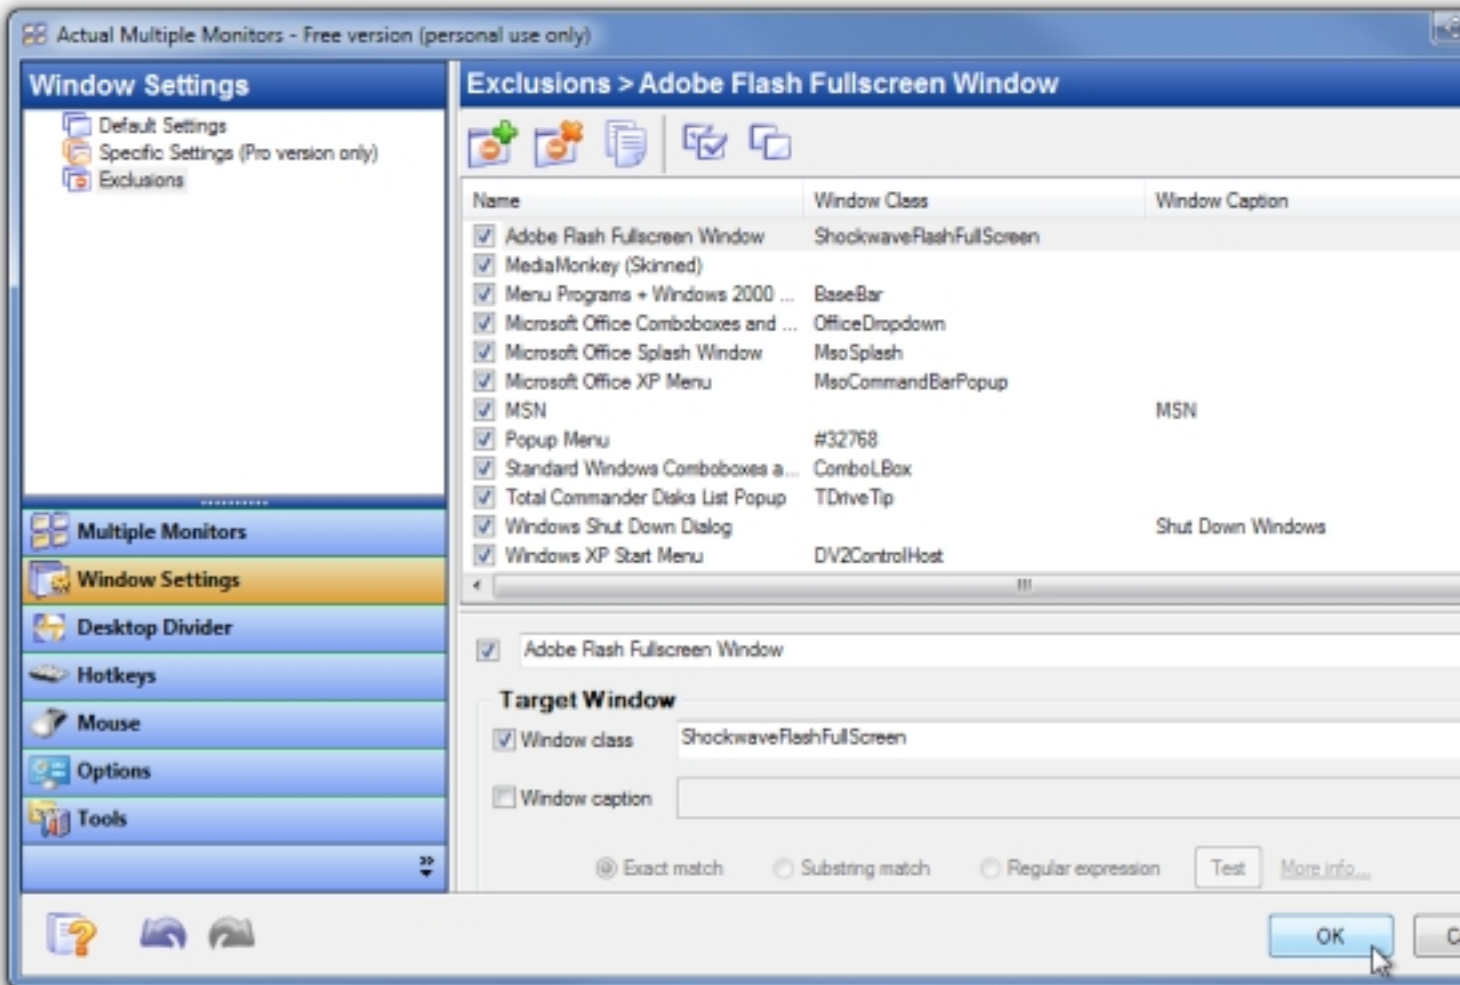 Actual Multiple Monitors - Free version (personal use only)
Window Settings
Default Settings
Specific Settings (Pro version only)
Exclusions
Multiple Monitors
Window Settings
Desktop Divider
Hotkeys
Mouse
Options
Tools
Exclusions > Adobe Flash Fullscreen Window
Name Window Class Window Caption
Adobe Flash Fullscreen Window ShockwaveFlashFullScreen
MediaMonkey (Skinned)
Menu Programs + Windows 2000 ... BaseBar
Microsoft Office Comboboxes and ... OfficeDropdown
Microsoft Office Splash Window MsoSplash
Microsoft Office XP Menu MsoCommandBarPopup
MSN MSN
Popup Menu #32768
Standard Windows Comboboxes a... ComboLBox
Total Commander Disks List Popup TDriveTip
Windows Shut Down Dialog Shut Down Windows
Windows XP Start Menu DV2ControlHost
Adobe Flash Fullscreen Window
Target Window
Window class ShockwaveFlashFullScreen
Window caption
Exact match Substring match Regular expression Test More info...
OK